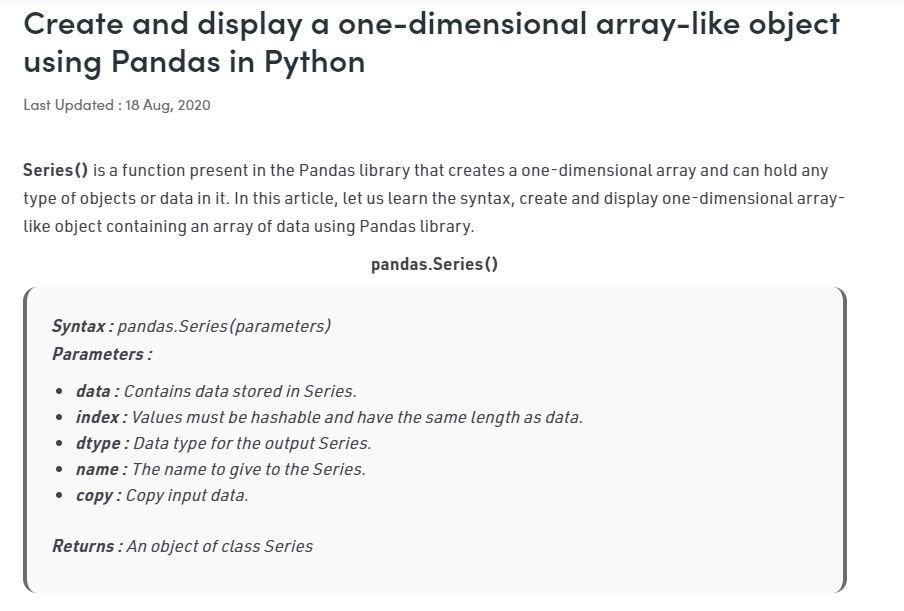 Create and display a one-dimensional array-like object
using Pandas in Python
Last Updated : 18 Aug, 2020
Series() is a function present in the Pandas library that creates a one-dimensional array and can hold any
type of objects or data in it. In this article, let us learn the syntax, create and display one-dimensional array-
like object containing an array of data using Pandas library.
pandas.Series()
Syntax : pandas.Series(parameters)
Parameters :
• data : Contains data stored in Series.
• index : Values must be hashable and have the same length as data.
• dtype : Data type for the output Series.
• name : The name to give to the Series.
• copy : Copy input data.
Returns : An object of class Series